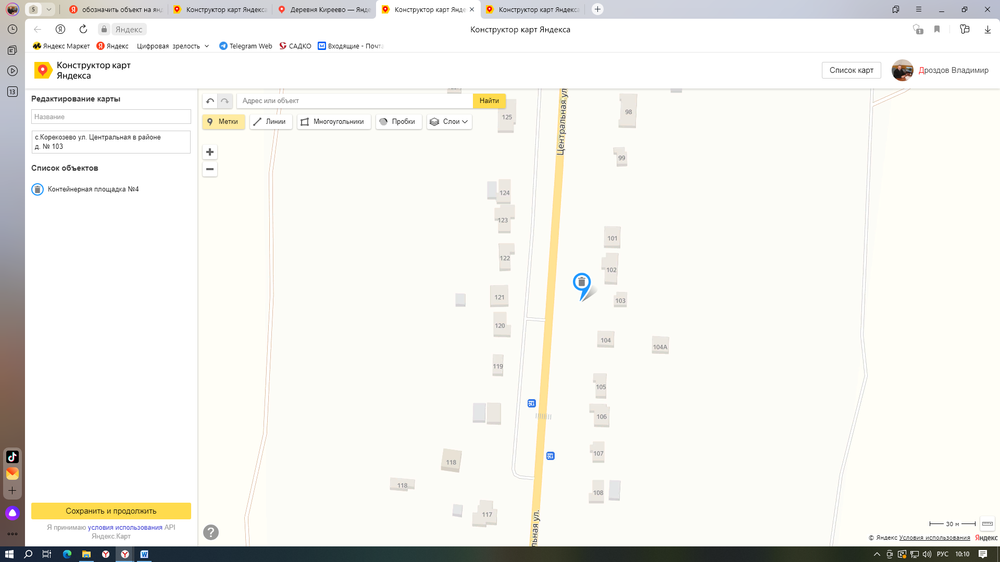 5
обозначить объект на янд
Конструктор карт Яндекса
Деревня Киреево — Янде
Конструктор карт Янде
Конструктор карт Яндекса
Яндекс
Конструктор карт Яндекса
1
Яндекс Маркет
Яндекс
Цифровая зрелость
Telegram Web
САДКО
Входящие - Почта
13
Конструктор карт
Яндекса
Список карт
Дроздов Владимир
Редактирование карты
Название
с.Корекозево ул. Центральная в районе
д. № 103
Список объектов
Контейнерная площадка №4
Сохранить и продолжить
Я принимаю условия использования API
Яндекс.Карт
Адрес или объект
Найти
Метки
Линии
Многоугольники
Пробки
Слои
Центральная ул
125
98
99
124
123
101
122
102
121
103
120
104
104А
119
105
106
107
118
118
108
117
льная ул.
30 м
© Яндекс Условия использования
Яндекс
?
РУС
10:10